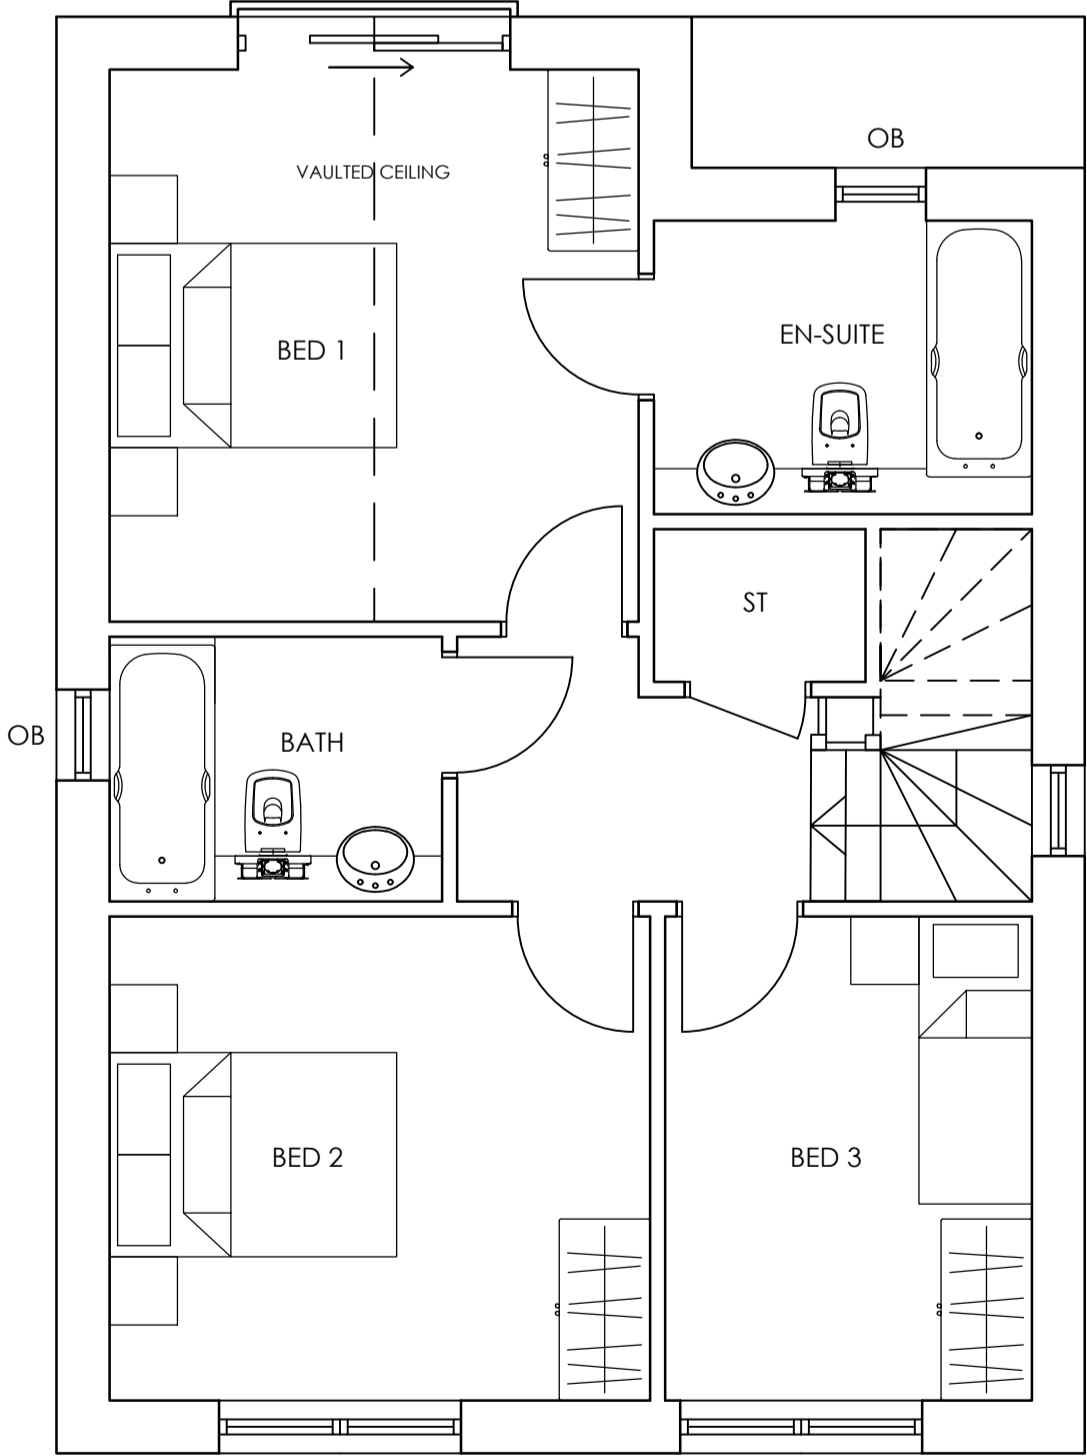 OB
VAULTED CEILING
EN-SUITE
BED 1
ST
OB
BATH
BED 2
BED 3